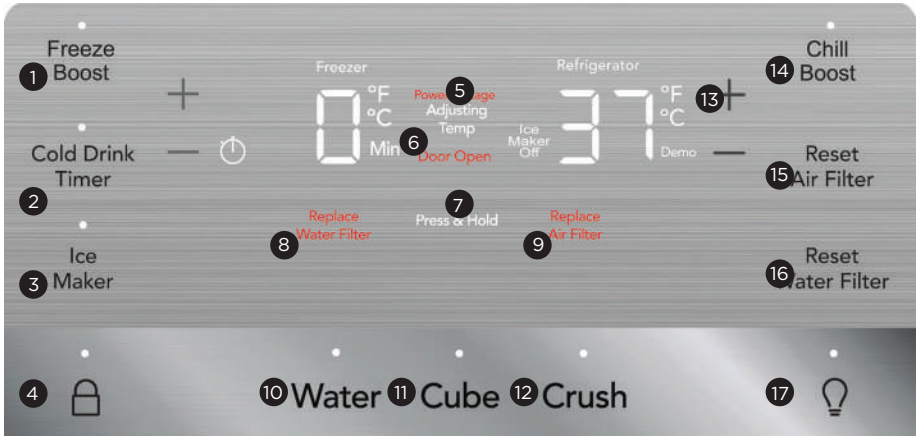 Freeze
1 Boost
Cold Drink
Timer
2
Ice
3 Maker
4
Freezer
0
°F
°C
Min
5
Power Outage
Adjusting
Temp
6
Door Open
Ice
Maker
Off
Refrigerator
37
°F
°C
Demo
7
Press & Hold
Replace
8 Water Filter
Replace
9 Air Filter
10 Water
11 Cube
12 Crush
13
+
−
Chill
14 Boost
Reset
15 Air Filter
Reset
16 Water Filter
17